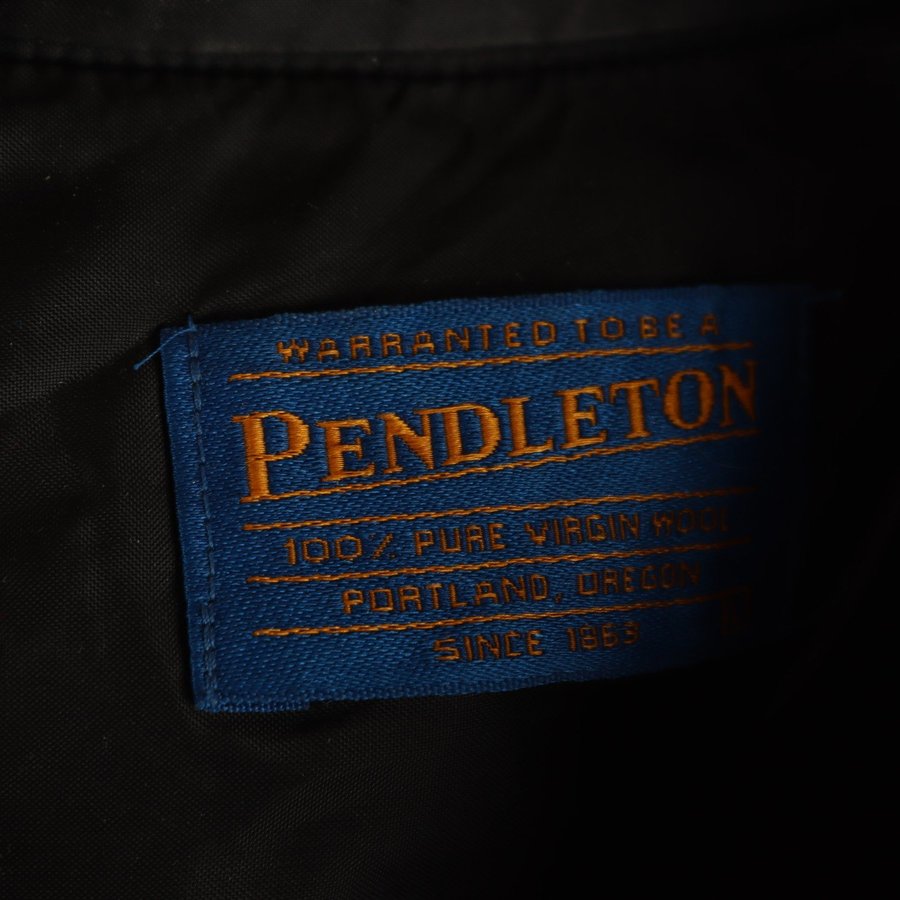 WARRANTED TO BE A
PENDLETON
100% PURE VIRGIN WOOL
PORTLAND, OREGON
SINCE 1863